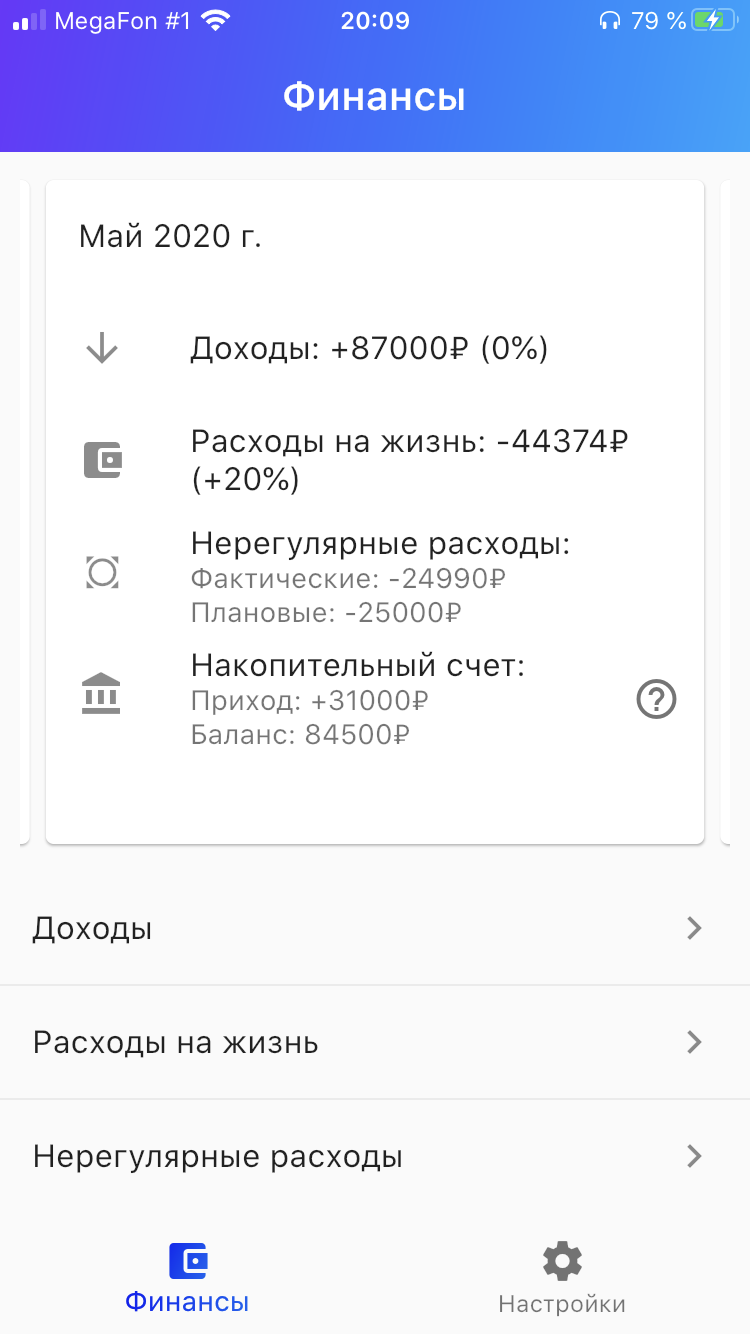 MegaFon #1 20:09 79 %
Финансы
Май 2020 г.
Доходы: +87000₽ (0%)
Расходы на жизнь: -44374₽
(+20%)
Нерегулярные расходы:
Фактические: -24990₽
Плановые: -25000₽
Накопительный счет:
Приход: +31000₽
Баланс: 84500₽
Доходы
Расходы на жизнь
Нерегулярные расходы
Финансы Настройки